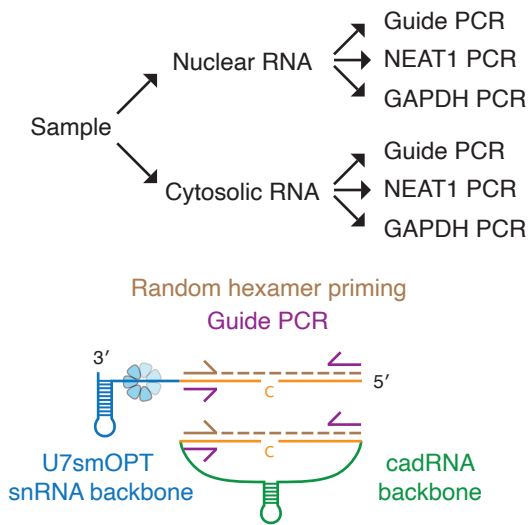 Guide PCR
Nuclear RNA
NEAT1 PCR
GAPDH PCR
Sample
Guide PCR
Cytosolic RNA
NEAT1 PCR
GAPDH PCR
Random hexamer priming
Guide PCR
3′
5′
C
C
U7smOPT
snRNA backbone
cadRNA
backbone